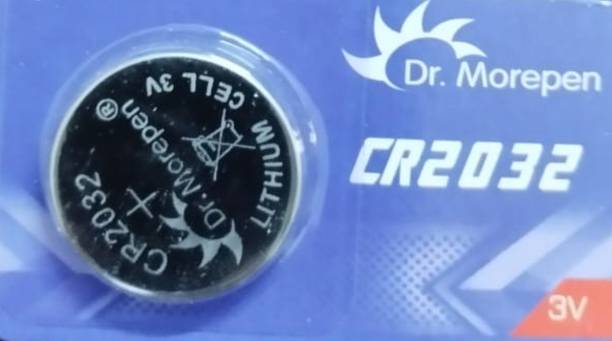 Dr. Morepen
CR2032
3V
CR2032
Dr. Morepen®
LITHIUM
CELL 3V
+